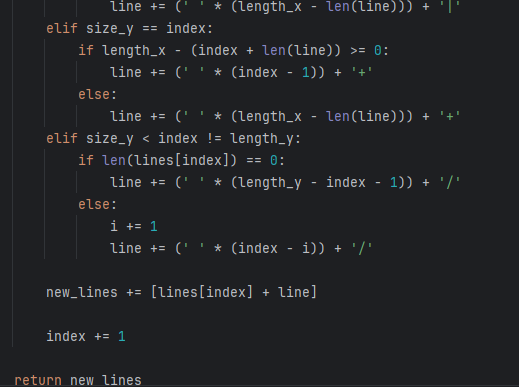 line += (' ' * (length_x - len(line))) + '|'
elif size_y == index:
if length_x - (index + len(line)) >= 0:
line += (' ' * (index - 1)) + '+'
else:
line += (' ' * (length_x - len(line))) + '+'
elif size_y < index != length_y:
if len(lines[index]) == 0:
line += (' ' * (length_y - index - 1)) + '/'
else:
i += 1
line += (' ' * (index - i)) + '/'
new_lines += [lines[index] + line]
index += 1
return new_lines